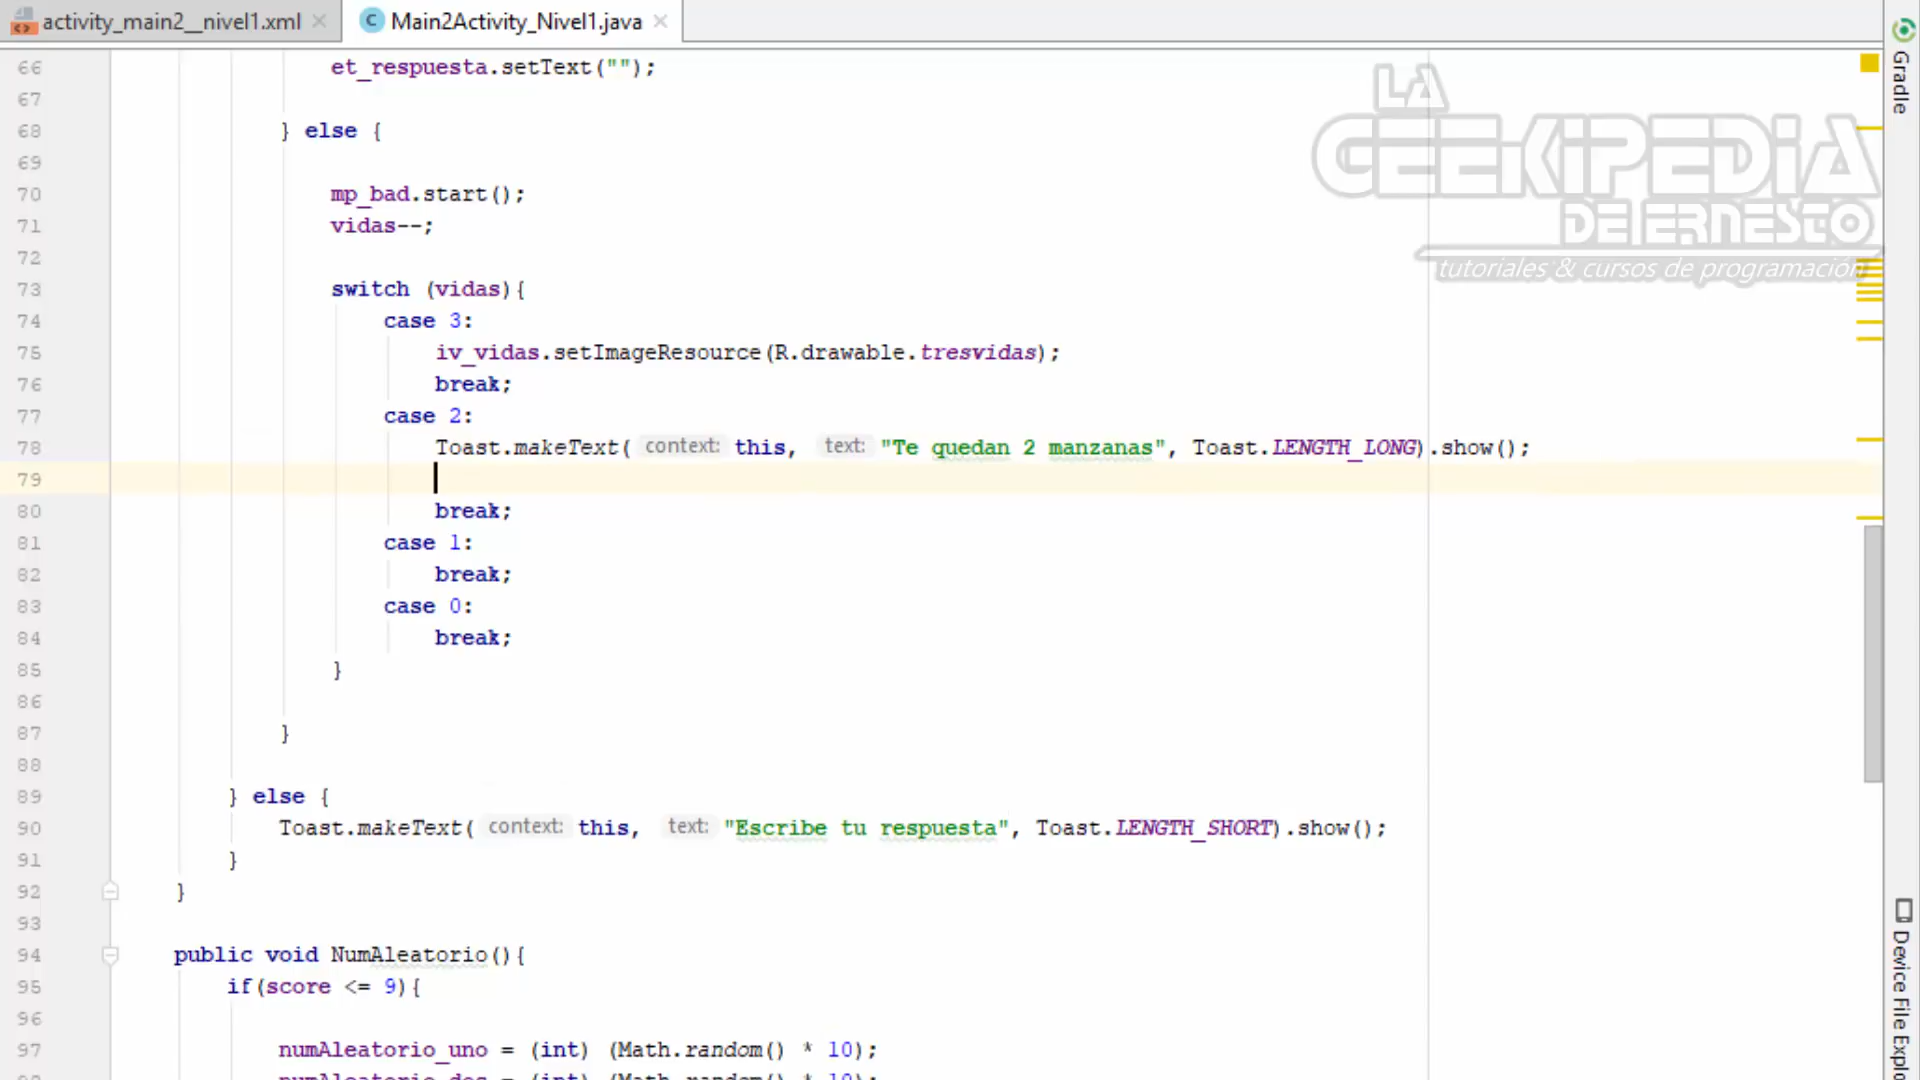 activity_main2__nivel1.xml
Main2Activity_Nivel1.java
Gradle
LA
GEEKIPEDIA
DE ERNESTO
tutoriales & cursos de programación
66 et_respuesta.setText("");
67
68 } else {
69
70 mp_bad.start();
71 vidas--;
72
73 switch (vidas){
74 case 3:
75 iv_vidas.setImageResource(R.drawable.tresvidas);
76 break;
77 case 2:
78 Toast.makeText( context: this, text: "Te quedan 2 manzanas", Toast.LENGTH_LONG).show();
79
80 break;
81 case 1:
82 break;
83 case 0:
84 break;
85 }
86
87 }
88
89 } else {
90 Toast.makeText( context: this, text: "Escribe tu respuesta", Toast.LENGTH_SHORT).show();
91 }
92 }
93
94 public void NumAleatorio(){
95 if(score <= 9){
96
97 numAleatorio_uno = (int) (Math.random() * 10);
Device File Explo